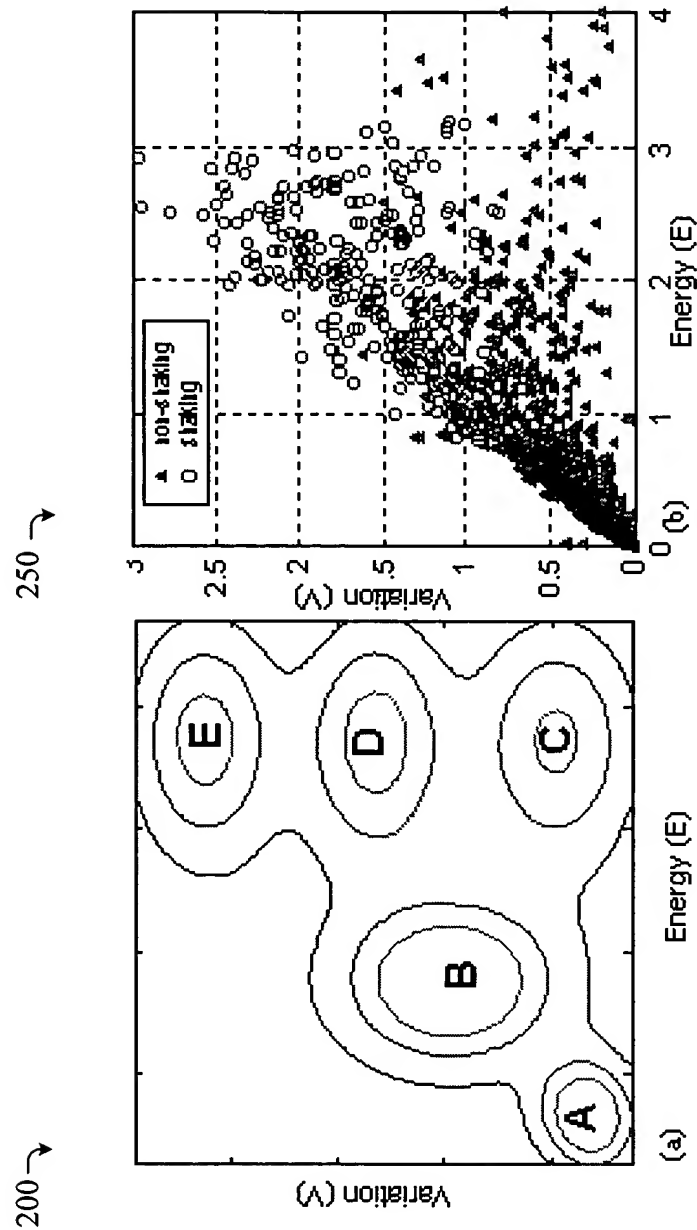 200
Variation (V)
E
D
B
C
A
(a)
Energy (E)
250
3
2.5
2
1.5
1
0.5
0
Variation (V)
non-shaking
shaking
0
1
2
3
4
(b)
Energy (E)